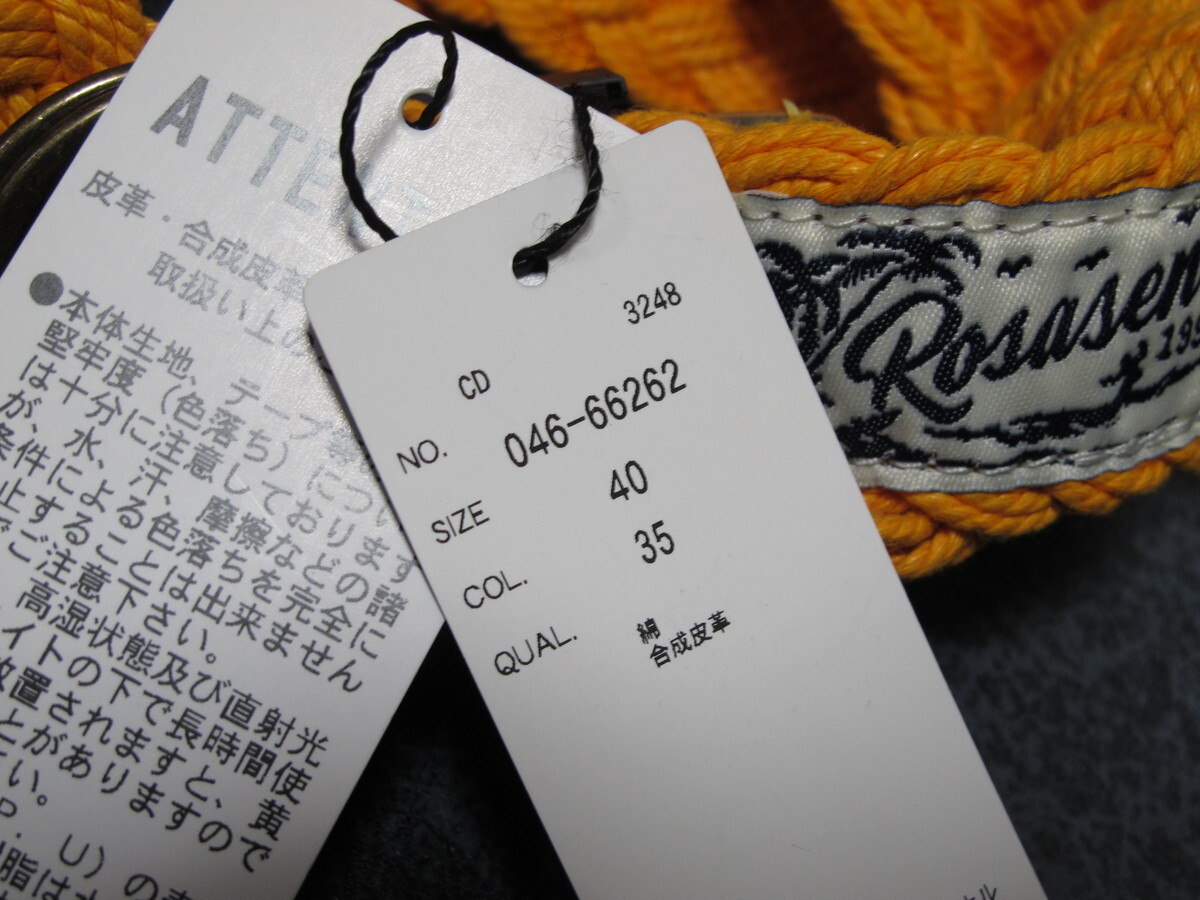 ATTE
皮革・合成皮革
取扱い上の
●本体生地、テープ等
堅牢度（色落ち）につい
は十分に注意しております
が、水、汗、摩擦などの諸
条件による色落ちを完全に
止することは出来ません
でご注意下さい。
高湿状態及び直射光
イトの下で長時間使
放置されますと、黄
とがありますので
い。
P．U）の
脂は
3248
CD
NO. 046-66262
SIZE 40
COL. 35
QUAL. 綿
合成皮革
Rosasen